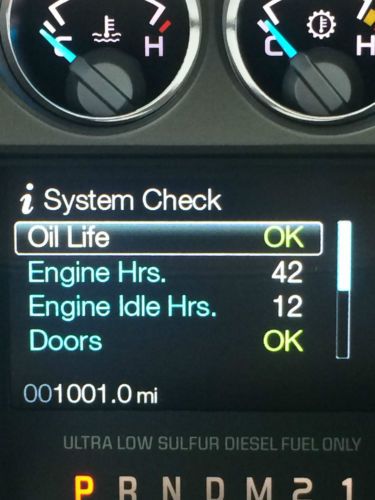 C H
C H
i System Check
Oil Life OK
Engine Hrs. 42
Engine Idle Hrs. 12
Doors OK
001001.0 mi
ULTRA LOW SULFUR DIESEL FUEL ONLY
P R N D M 2 1